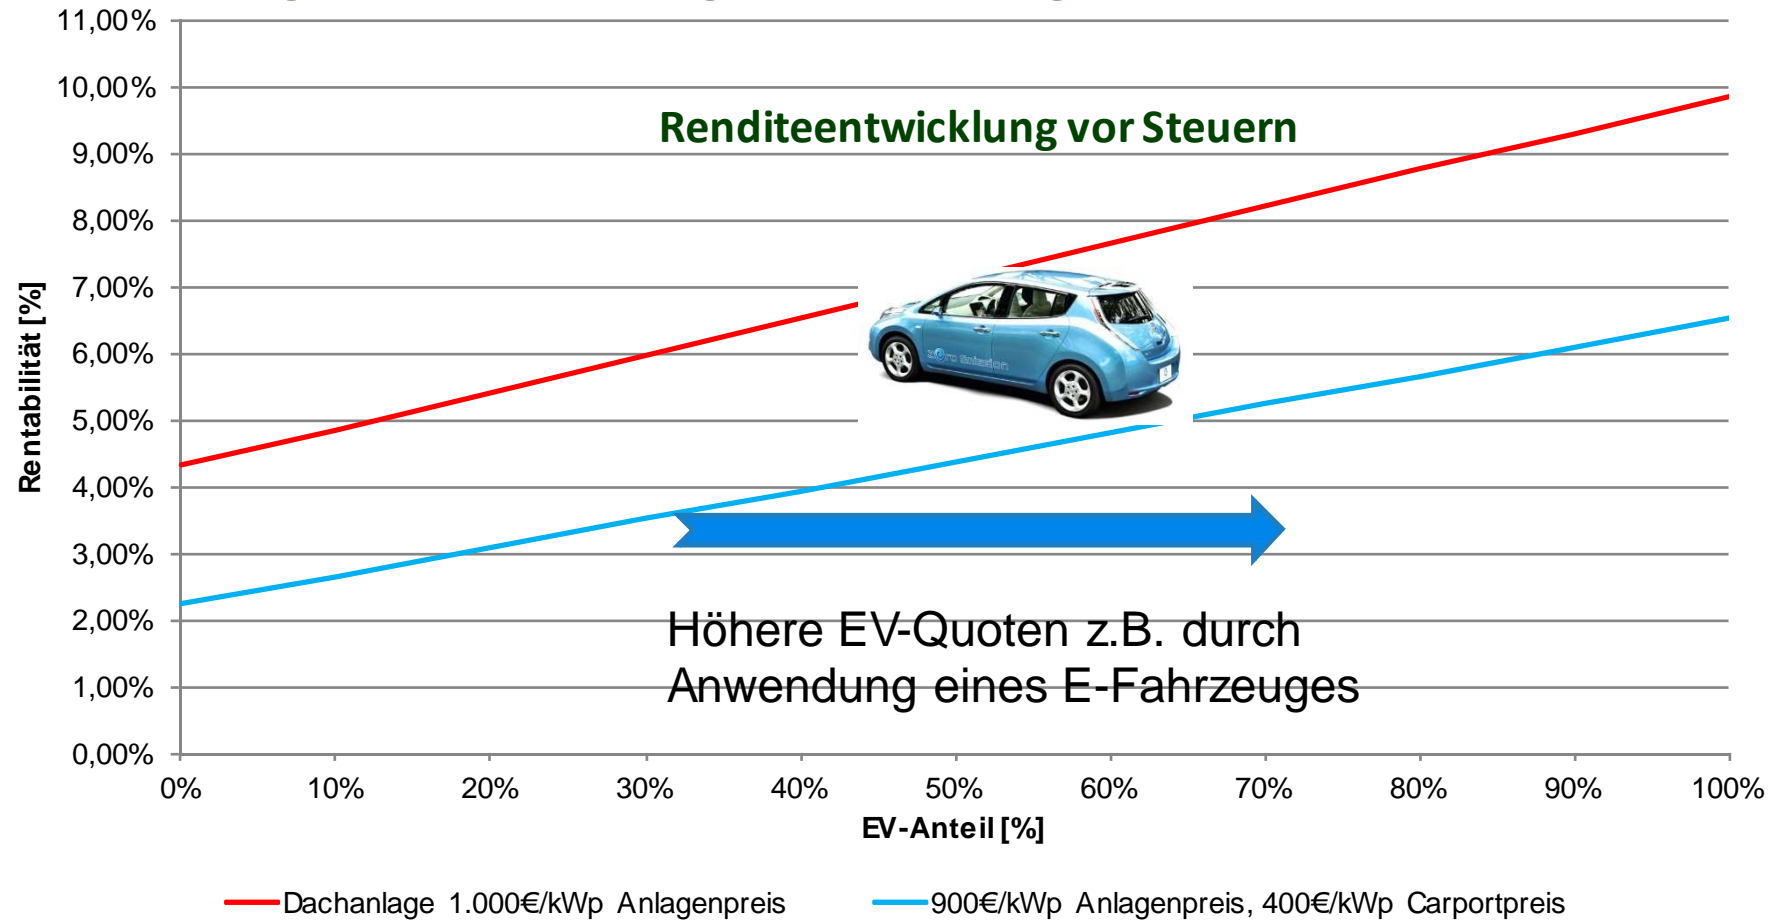 11,00%
10,00%
9,00%
8,00%
7,00%
6,00%
5,00%
4,00%
3,00%
2,00%
1,00%
0,00%
Rentabilität [%]
Renditeentwicklung vor Steuern
zero emission
Höhere EV-Quoten z.B. durch
Anwendung eines E-Fahrzeuges
0% 10% 20% 30% 40% 50% 60% 70% 80% 90% 100%
EV-Anteil [%]
Dachanlage 1.000€/kWp Anlagenpreis 900€/kWp Anlagenpreis, 400€/kWp Carportpreis